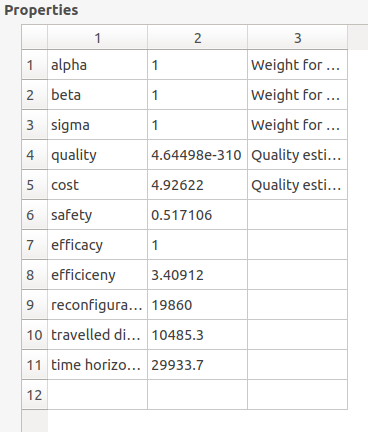 Properties
1 2 3
1 alpha 1 Weight for ...
2 beta 1 Weight for ...
3 sigma 1 Weight for ...
4 quality 4.64498e-310 Quality esti...
5 cost 4.92622 Quality esti...
6 safety 0.517106
7 efficacy 1
8 efficiceny 3.40912
9 reconfigura... 19860
10 travelled di... 10485.3
11 time horizo... 29933.7
12